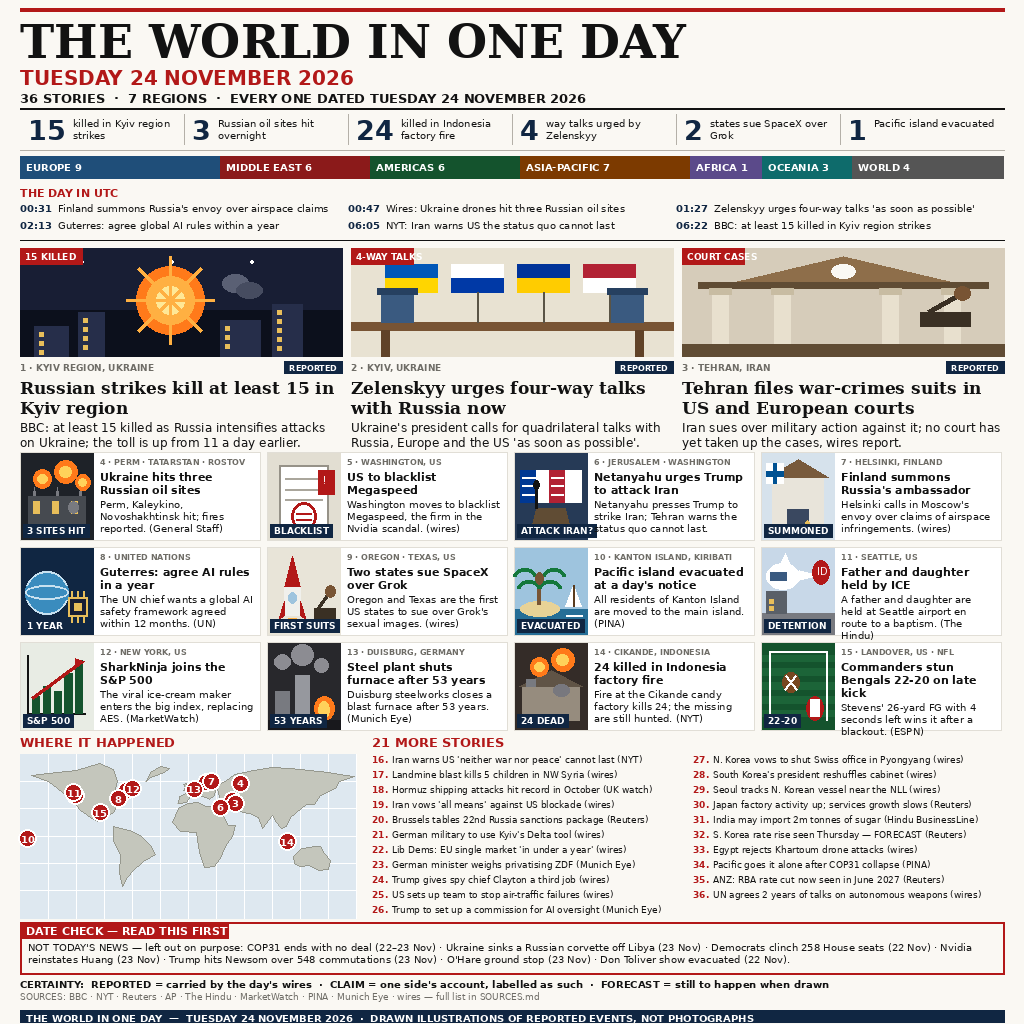 THE WORLD IN ONE DAY
TUESDAY 24 NOVEMBER 2026
36 STORIES · 7 REGIONS · EVERY ONE DATED TUESDAY 24 NOVEMBER 2026
15 killed in Kyiv region strikes
3 Russian oil sites hit overnight
24 killed in Indonesia factory fire
4 way talks urged by Zelenskyy
2 states sue SpaceX over Grok
1 Pacific island evacuated
EUROPE 9 MIDDLE EAST 6 AMERICAS 6 ASIA-PACIFIC 7 AFRICA 1 OCEANIA 3 WORLD 4
THE DAY IN UTC
00:31 Finland summons Russia's envoy over airspace claims
00:47 Wires: Ukraine drones hit three Russian oil sites
01:27 Zelenskyy urges four-way talks 'as soon as possible'
02:13 Guterres: agree global AI rules within a year
06:05 NYT: Iran warns US the status quo cannot last
06:22 BBC: at least 15 killed in Kyiv region strikes
15 KILLED
1 · KYIV REGION, UKRAINE
REPORTED
Russian strikes kill at least 15 in
Kyiv region
BBC: at least 15 killed as Russia intensifies attacks
on Ukraine; the toll is up from 11 a day earlier.
4-WAY TALKS
2 · KYIV, UKRAINE
REPORTED
Zelenskyy urges four-way talks
with Russia now
Ukraine's president calls for quadrilateral talks with
Russia, Europe and the US 'as soon as possible'.
COURT CASES
3 · TEHRAN, IRAN
REPORTED
Tehran files war-crimes suits in
US and European courts
Iran sues over military action against it; no court has
yet taken up the cases, wires report.
3 SITES HIT
4 · PERM · TATARSTAN · ROSTOV
Ukraine hits three
Russian oil sites
Perm, Kaleykino,
Novoshakhtinsk hit; fires
reported. (General Staff)
!
BLACKLIST
5 · WASHINGTON, US
US to blacklist
Megaspeed
Washington moves to blacklist
Megaspeed, the firm in the
Nvidia scandal. (wires)
ATTACK IRAN?
6 · JERUSALEM · WASHINGTON
Netanyahu urges Trump
to attack Iran
Netanyahu presses Trump to
strike Iran; Tehran warns the
status quo cannot last.
SUMMONED
7 · HELSINKI, FINLAND
Finland summons
Russia's ambassador
Helsinki calls in Moscow's
envoy over claims of airspace
infringements. (wires)
1 YEAR
8 · UNITED NATIONS
Guterres: agree AI rules
in a year
The UN chief wants a global AI
safety framework agreed
within 12 months. (UN)
FIRST SUITS
9 · OREGON · TEXAS, US
Two states sue SpaceX
over Grok
Oregon and Texas are the first
US states to sue over Grok's
sexual images. (wires)
EVACUATED
10 · KANTON ISLAND, KIRIBATI
Pacific island evacuated
at a day's notice
All residents of Kanton Island
are moved to the main island.
(PINA)
ID
DETENTION
11 · SEATTLE, US
Father and daughter
held by ICE
A father and daughter are
held at Seattle airport en
route to a baptism. (The
Hindu)
S&P 500
12 · NEW YORK, US
SharkNinja joins the
S&P 500
The viral ice-cream maker
enters the big index, replacing
AES. (MarketWatch)
53 YEARS
13 · DUISBURG, GERMANY
Steel plant shuts
furnace after 53 years
Duisburg steelworks closes a
blast furnace after 53 years.
(Munich Eye)
24 DEAD
14 · CIKANDE, INDONESIA
24 killed in Indonesia
factory fire
Fire at the Cikande candy
factory kills 24; the missing
are still hunted. (NYT)
22-20
15 · LANDOVER, US · NFL
Commanders stun
Bengals 22-20 on late
kick
Stevens' 26-yard FG with 4
seconds left wins it after a
blackout. (ESPN)
WHERE IT HAPPENED
11 8 12 15 10 13 7 4 6 3 14
21 MORE STORIES
16. Iran warns US 'neither war nor peace' cannot last (NYT)
17. Landmine blast kills 5 children in NW Syria (wires)
18. Hormuz shipping attacks hit record in October (UK watch)
19. Iran vows 'all means' against US blockade (wires)
20. Brussels tables 22nd Russia sanctions package (Reuters)
21. German military to use Kyiv's Delta tool (wires)
22. Lib Dems: EU single market 'in under a year' (wires)
23. German minister weighs privatising ZDF (Munich Eye)
24. Trump gives spy chief Clayton a third job (wires)
25. US sets up team to stop air-traffic failures (wires)
26. Trump to set up a commission for AI oversight (Munich Eye)
27. N. Korea vows to shut Swiss office in Pyongyang (wires)
28. South Korea's president reshuffles cabinet (wires)
29. Seoul tracks N. Korean vessel near the NLL (wires)
30. Japan factory activity up; services growth slows (Reuters)
31. India may import 2m tonnes of sugar (Hindu BusinessLine)
32. S. Korea rate rise seen Thursday — FORECAST (Reuters)
33. Egypt rejects Khartoum drone attacks (wires)
34. Pacific goes it alone after COP31 collapse (PINA)
35. ANZ: RBA rate cut now seen in June 2027 (Reuters)
36. UN agrees 2 years of talks on autonomous weapons (wires)
DATE CHECK — READ THIS FIRST
NOT TODAY'S NEWS — left out on purpose: COP31 ends with no deal (22–23 Nov) · Ukraine sinks a Russian corvette off Libya (23 Nov) · Democrats clinch 258 House seats (22 Nov) · Nvidia
reinstates Huang (23 Nov) · Trump hits Newsom over 548 commutations (23 Nov) · O'Hare ground stop (23 Nov) · Don Toliver show evacuated (22 Nov).
CERTAINTY: REPORTED = carried by the day's wires · CLAIM = one side's account, labelled as such · FORECAST = still to happen when drawn
SOURCES: BBC · NYT · Reuters · AP · The Hindu · MarketWatch · PINA · Munich Eye · wires — full list in SOURCES.md
THE WORLD IN ONE DAY — TUESDAY 24 NOVEMBER 2026 · DRAWN ILLUSTRATIONS OF REPORTED EVENTS, NOT PHOTOGRAPHS